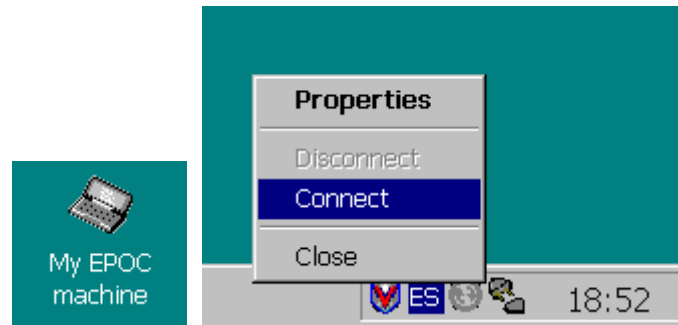 My EPOC
machine
Properties
Disconnect
Connect
Close
ES
18:52